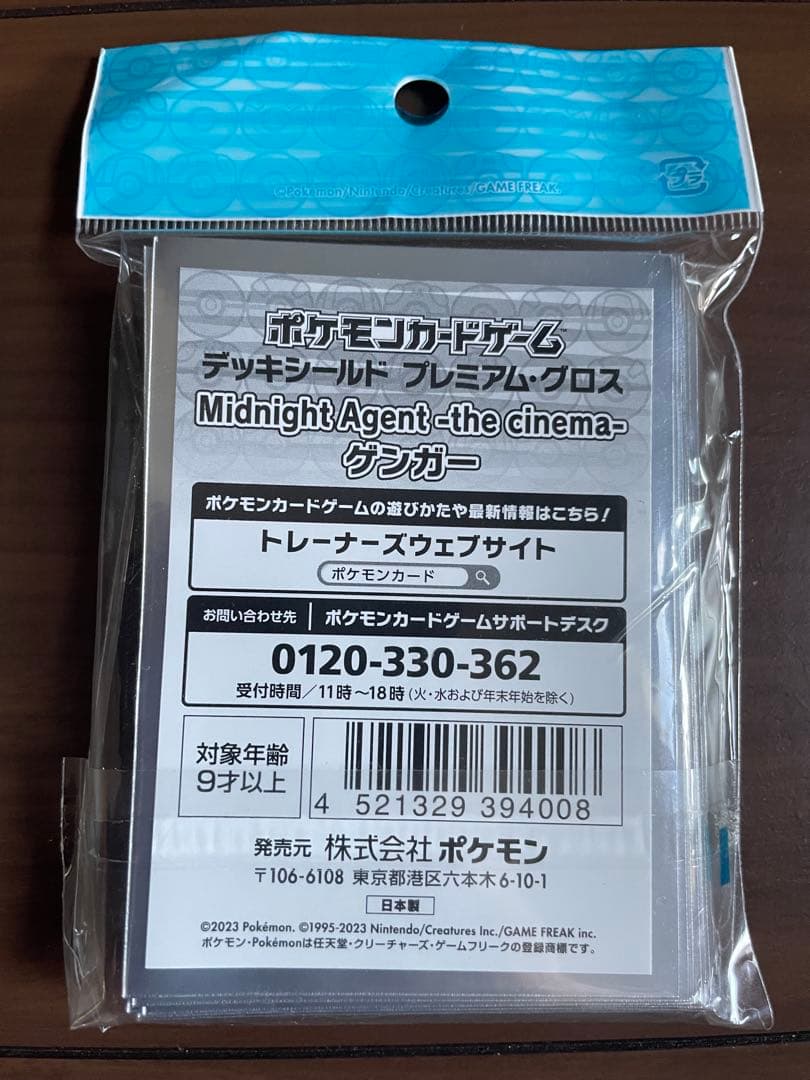 ©Pokémon/Nintendo/Creatures/GAME FREAK.
プラ
ポケモンカードゲーム™
デッキシールド プレミアム・グロス
Midnight Agent -the cinema-
ゲンガー
ポケモンカードゲームの遊びかたや最新情報はこちら!
トレーナーズウェブサイト
ポケモンカード
お問い合わせ先 ポケモンカードゲームサポートデスク
0120-330-362
受付時間/11時~18時(火・水および年末年始を除く)
対象年齢
9才以上
4 521329 394008
発売元 株式会社 ポケモン
〒106-6108 東京都港区六本木6-10-1
日本製
©2023 Pokémon. ©1995-2023 Nintendo/Creatures Inc./GAME FREAK inc.
ポケモン・Pokémonは任天堂・クリーチャーズ・ゲームフリークの登録商標です。